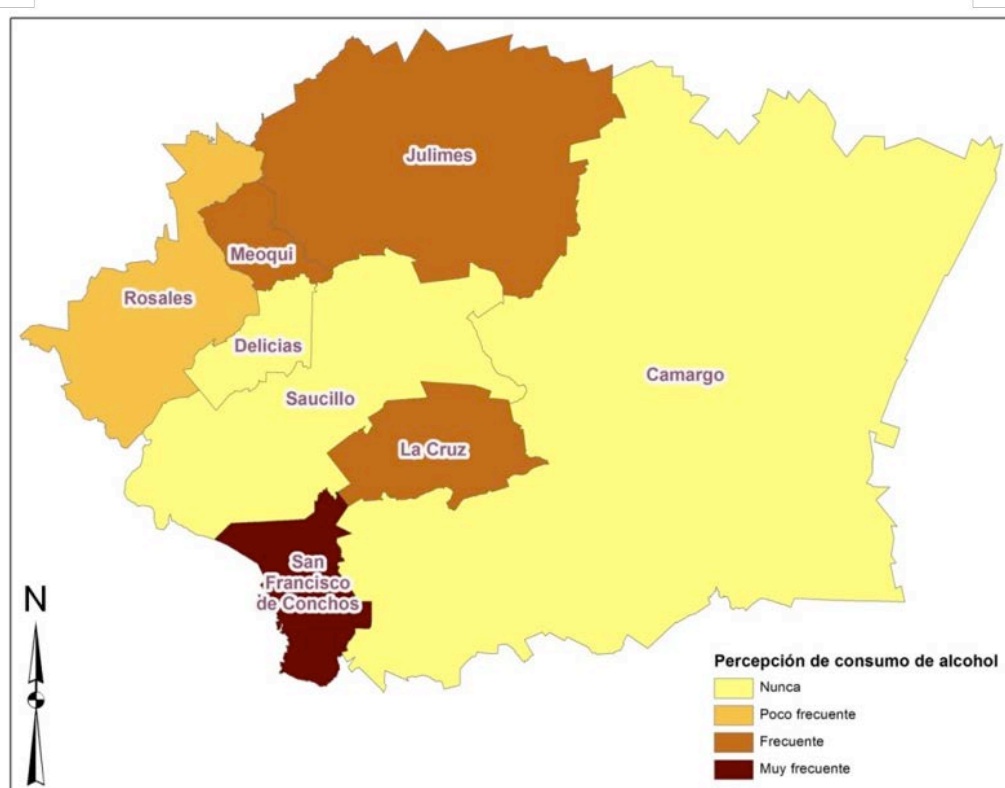 Julimes
Meoqui
Rosales
Delicias
Camargo
Saucillo
La Cruz
San
Francisco
de Conchos
N
Percepción de consumo de alcohol
Nunca
Poco frecuente
Frecuente
Muy frecuente